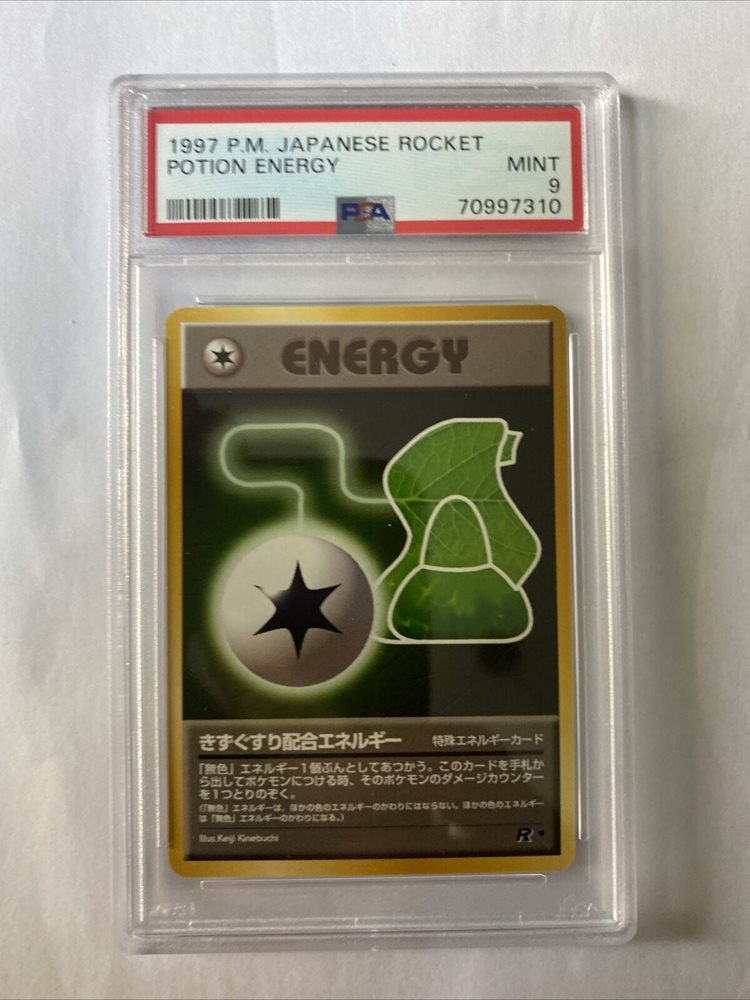 1997 P.M. JAPANESE ROCKET
POTION ENERGY
MINT
9
PSA
70997310
ENERGY
きずぐすり配合エネルギー 特殊エネルギーカード
「無色」エネルギー1個ぶんとしてあつかう。このカードを手札
から出してポケモンにつける時、そのポケモンのダメージカウンター
を1つとりのぞく。
(「無色」エネルギーは、ほかの色のエネルギーのかわりにはならない。ほかの色のエネルギー
は「無色」エネルギーのかわりになる。)
Illus.Keiji Kinebuchi
R